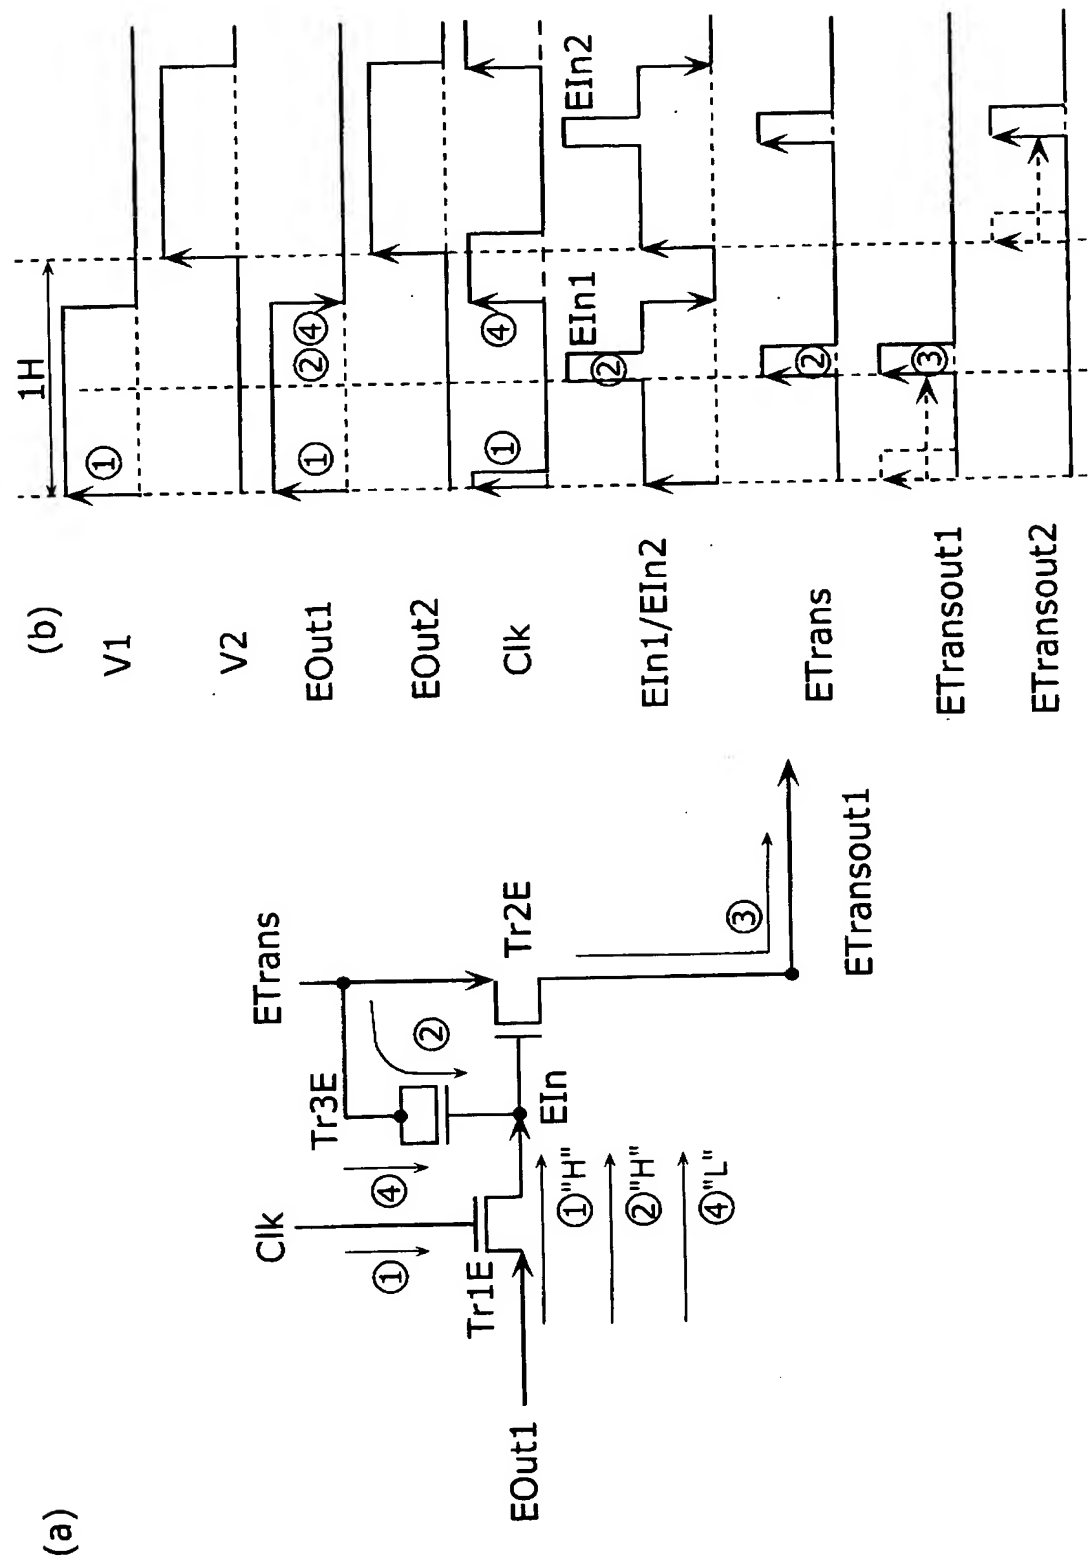 (a)
ETrans
Clk
Tr3E
④
②
①
Tr1E
Tr2E
EOut1
EIn
①"H"
②"H"
④"L"
③
ETransout1
(b)
1H
V1
①
V2
EOut1
①
②④
EOut2
Clk
①
④
EIn1/EIn2
②
EIn1
EIn2
ETrans
②
ETransout1
③
ETransout2